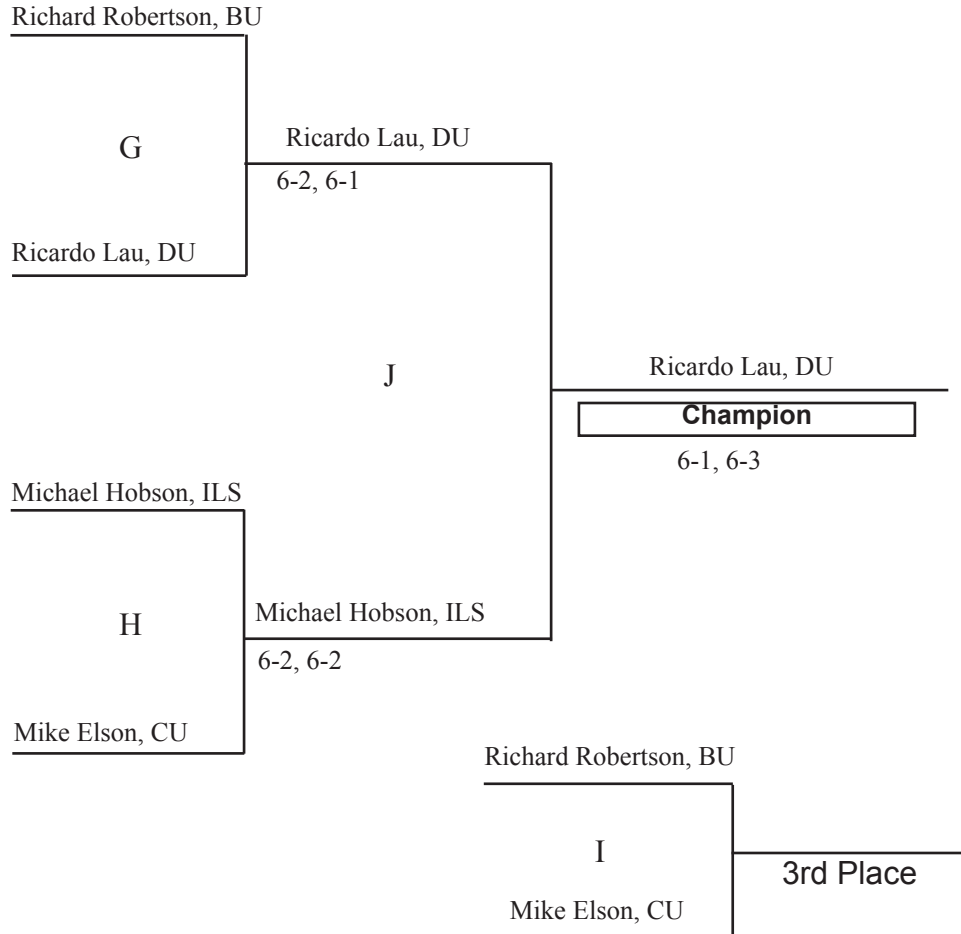 Richard Robertson, BU
G
Ricardo Lau, DU
6-2, 6-1
Ricardo Lau, DU
J
Ricardo Lau, DU
Champion
6-1, 6-3
Michael Hobson, ILS
H
Michael Hobson, ILS
6-2, 6-2
Mike Elson, CU
Richard Robertson, BU
I
3rd Place
Mike Elson, CU